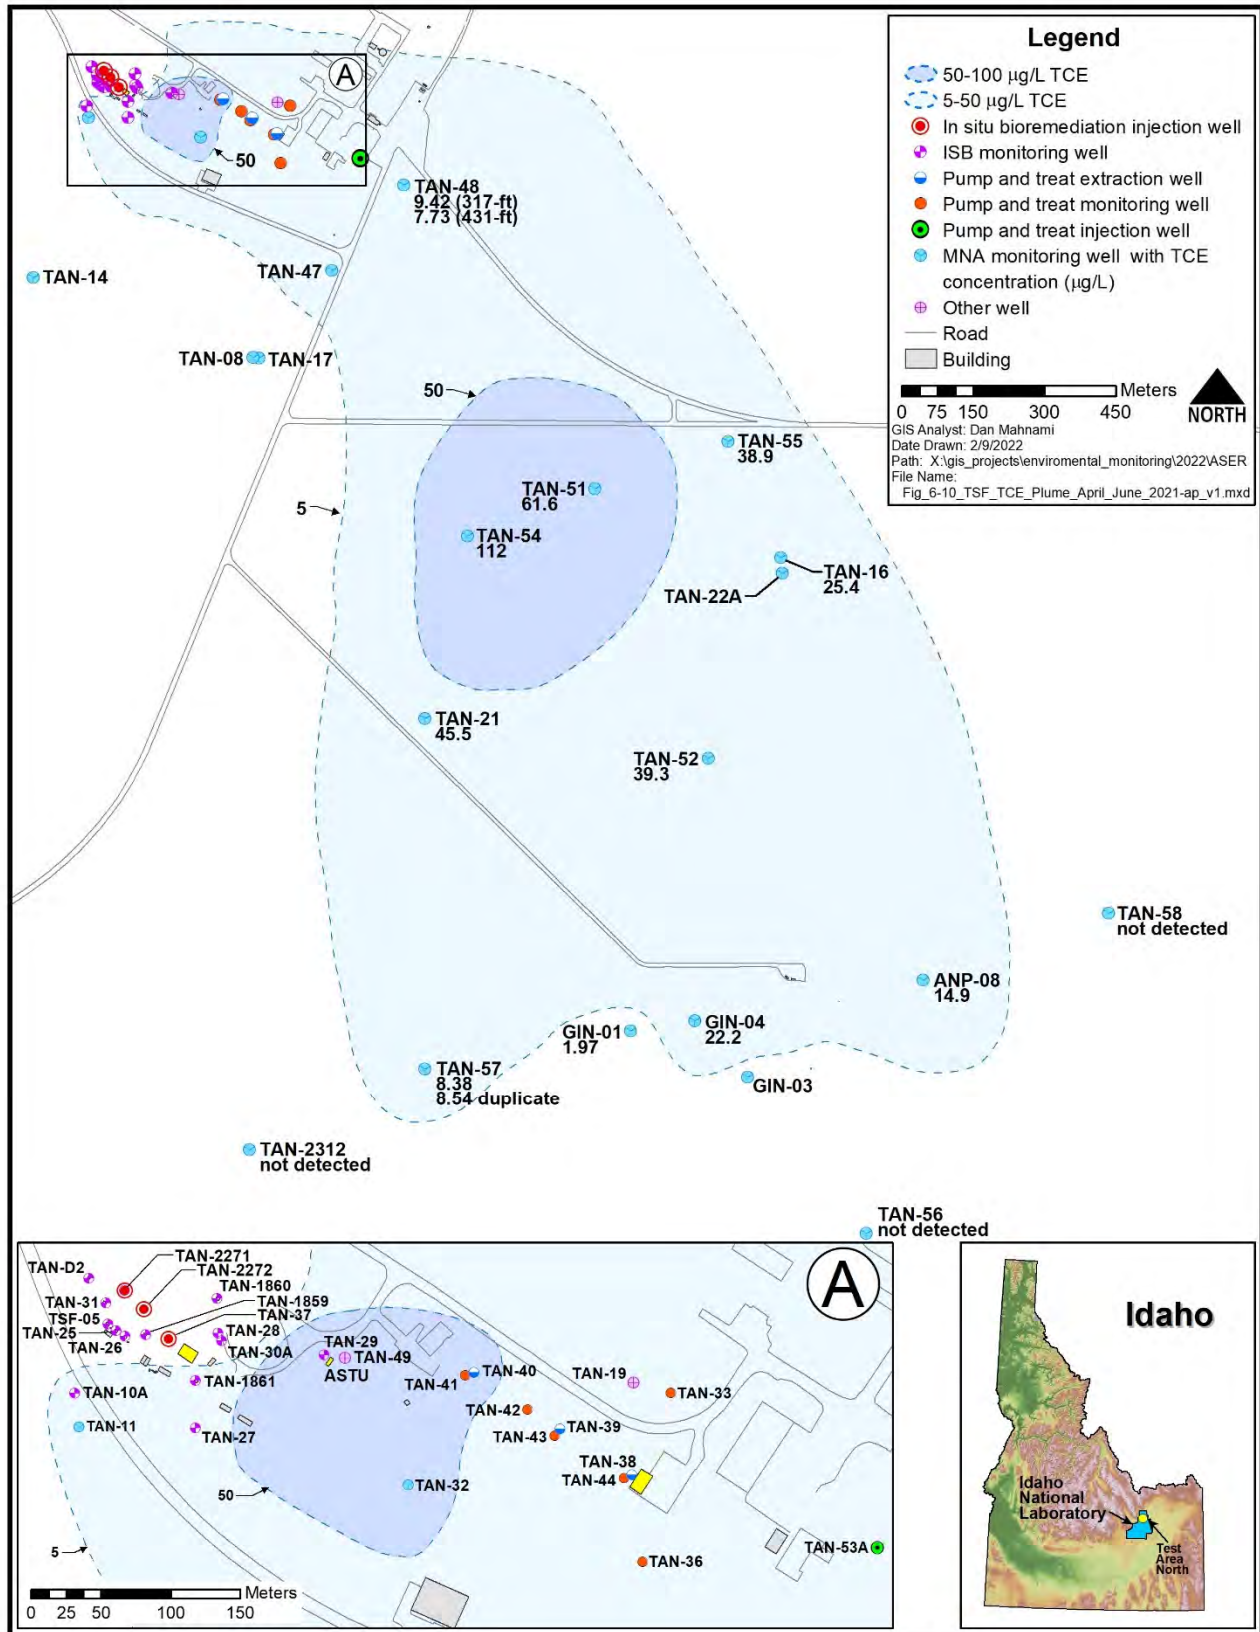 Legend
50-100 µg/L TCE
5-50 µg/L TCE
In situ bioremediation injection well
ISB monitoring well
Pump and treat extraction well
Pump and treat monitoring well
Pump and treat injection well
MNA monitoring well with TCE
concentration (µg/L)
Other well
Road
Building
Meters
0 75 150 300 450
NORTH
GIS Analyst: Dan Mahnami
Date Drawn: 2/9/2022
Path: X:\gis_projects\enviromental_monitoring\2022\ASER
File Name:
Fig_6-10_TSF_TCE_Plume_April_June_2021-ap_v1.mxd
A
50
TAN-48
9.42 (317-ft)
7.73 (431-ft)
TAN-47
TAN-14
TAN-08
TAN-17
50
TAN-55
38.9
TAN-51
61.6
5
TAN-54
112
TAN-16
25.4
TAN-22A
TAN-21
45.5
TAN-52
39.3
TAN-58
not detected
ANP-08
14.9
GIN-04
22.2
GIN-01
1.97
TAN-57
8.38
8.54 duplicate
GIN-03
TAN-2312
not detected
TAN-56
not detected
A
TAN-2271
TAN-D2
TAN-2272
TAN-1860
TAN-31
TAN-1859
TSF-05
TAN-37
TAN-25
TAN-28
TAN-26
TAN-30A
TAN-29
TAN-49
ASTU
TAN-40
TAN-41
TAN-19
TAN-33
TAN-1861
TAN-10A
TAN-42
TAN-11
TAN-27
TAN-39
TAN-43
TAN-38
TAN-44
TAN-32
50
5
TAN-53A
TAN-36
Meters
0 25 50 100 150
Idaho
Idaho
National
Laboratory
Test
Area
North